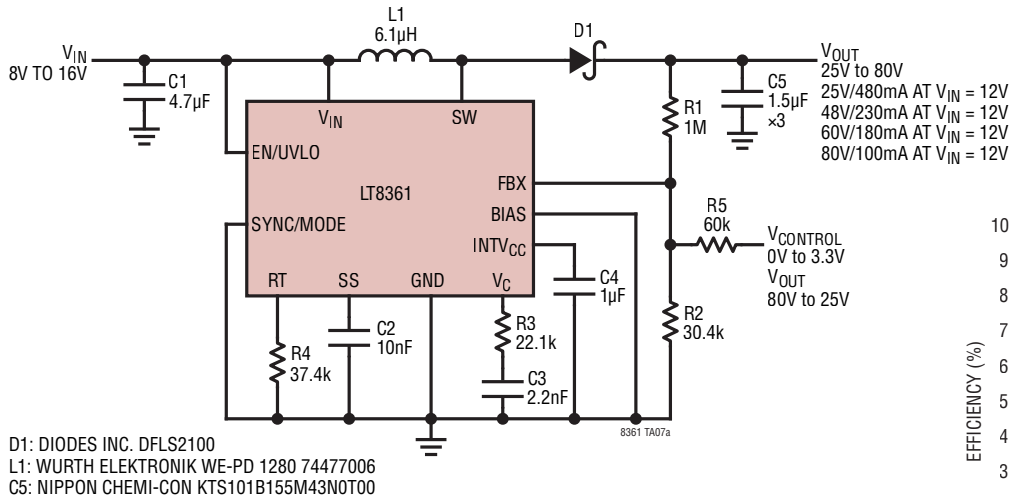 L1
6.1µH
D1
VIN
8V TO 16V
C1
4.7µF
VOUT
25V to 80V
25V/480mA AT VIN = 12V
48V/230mA AT VIN = 12V
60V/180mA AT VIN = 12V
80V/100mA AT VIN = 12V
C5
1.5µF
×3
R1
1M
VIN
SW
EN/UVLO
LT8361
FBX
BIAS
SYNC/MODE
INTVCC
RT
SS
GND
VC
R5
60k
VCONTROL
0V to 3.3V
VOUT
80V to 25V
C4
1µF
R2
30.4k
R3
22.1k
C2
10nF
R4
37.4k
C3
2.2nF
8361 TA07a
D1: DIODES INC. DFLS2100
L1: WURTH ELEKTRONIK WE-PD 1280 74477006
C5: NIPPON CHEMI-CON KTS101B155M43N0T00
10
9
8
7
6
5
4
3
EFFICIENCY (%)